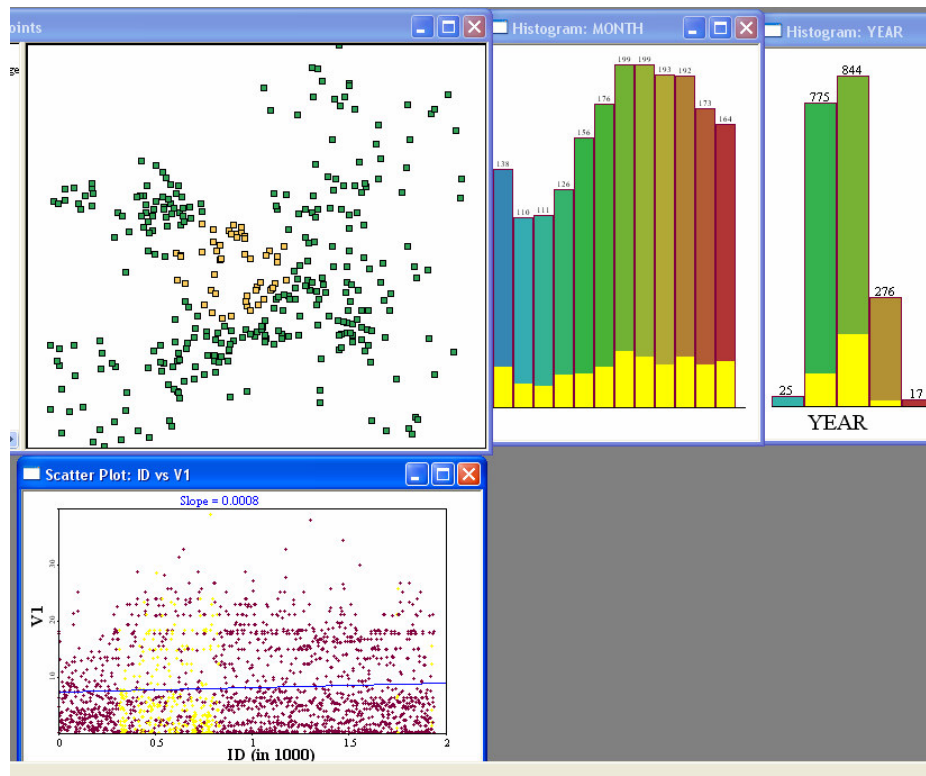 oints
Histogram: MONTH
Histogram: YEAR
ge
199 199 193 192
176 173 164
156
138
126
110 111
844
775
276
25
17
YEAR
Scatter Plot: ID vs V1
Slope = 0.0008
V1
30
20
10
0 0.5 1 1.5 2
ID (in 1000)